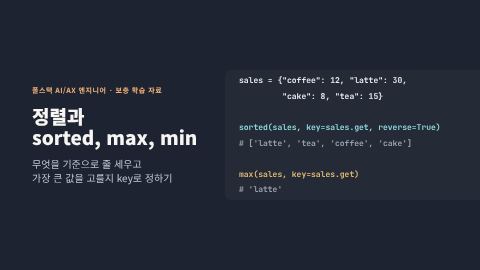 풀스택 AI/AX 엔지니어 · 보충 학습 자료
정렬과
sorted, max, min
무엇을 기준으로 줄 세우고
가장 큰 값을 고를지 key로 정하기
sales = {"coffee": 12, "latte": 30,
"cake": 8, "tea": 15}
sorted(sales, key=sales.get, reverse=True)
# ['latte', 'tea', 'coffee', 'cake']
max(sales, key=sales.get)
# 'latte'